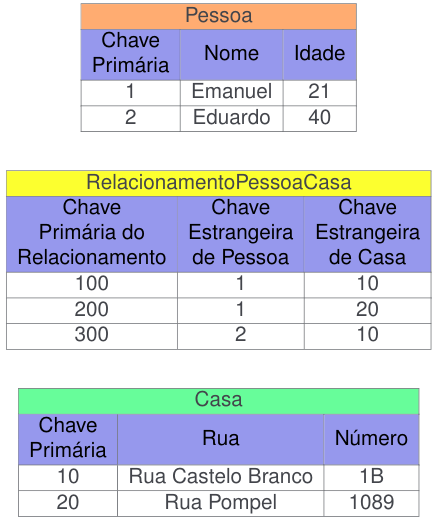 Pessoa
Chave
Primária
Nome
Idade
1 Emanuel 21
2 Eduardo 40
RelacionamentoPessoaCasa
Chave
Primária do
Relacionamento
Chave
Estrangeira
de Pessoa
Chave
Estrangeira
de Casa
100 1 10
200 1 20
300 2 10
Casa
Chave
Primária
Rua
Número
10 Rua Castelo Branco 1B
20 Rua Pompel 1089